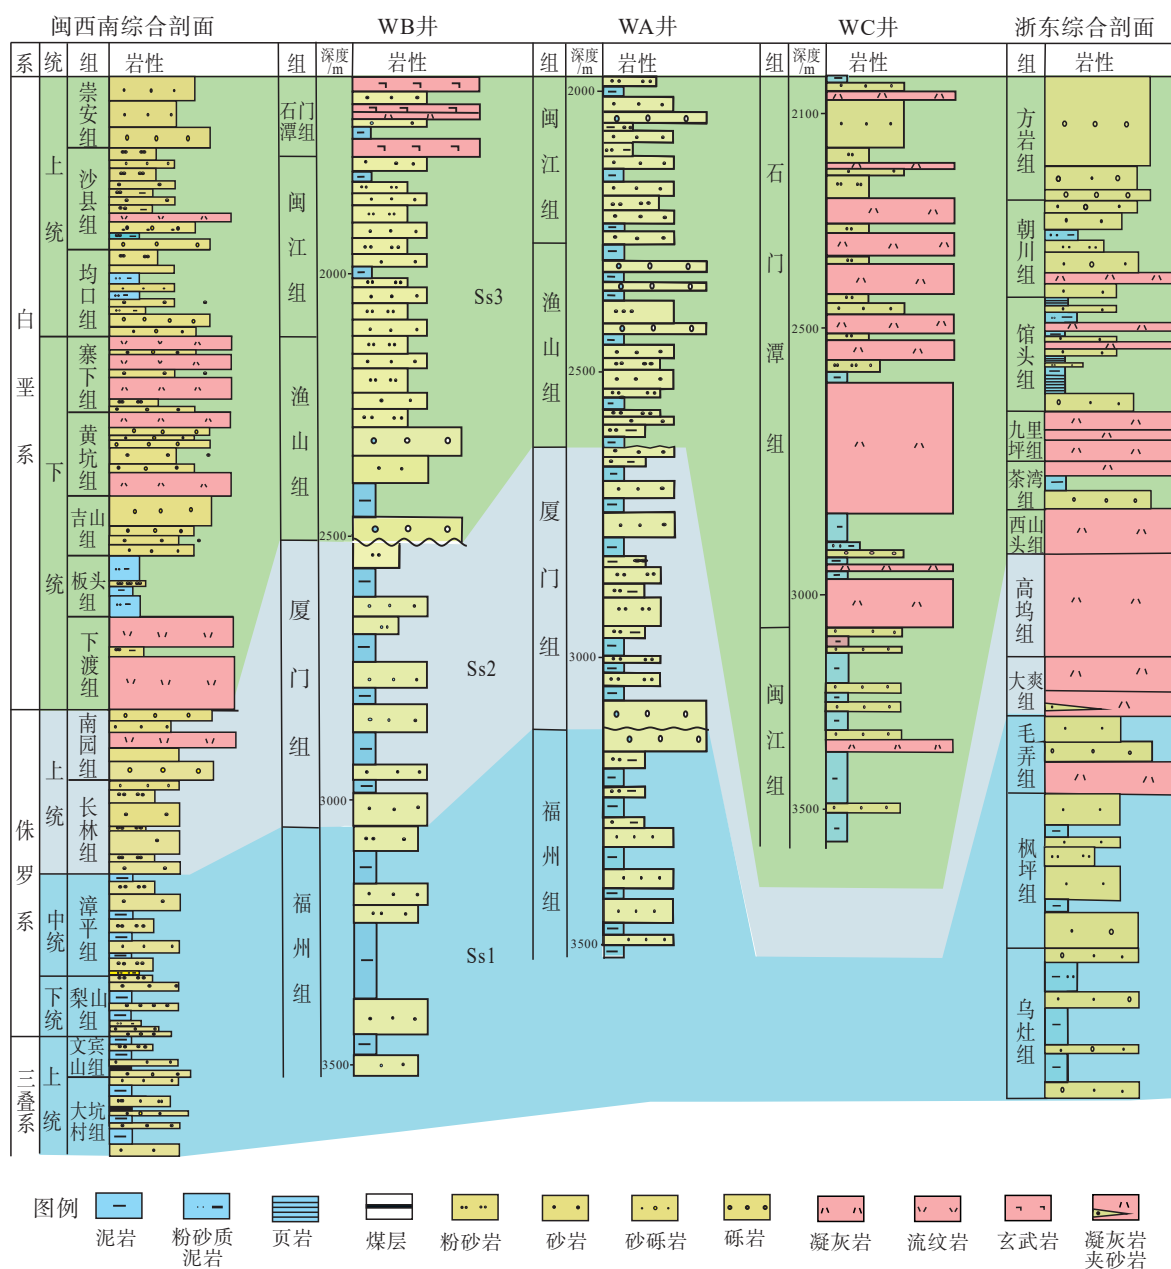 闽西南综合剖面 WB井 WA井 WC井 浙东综合剖面
系 统 组 岩性 组 深度/m 岩性 组 深度/m 岩性 组 深度/m 岩性 组 岩性
白垩系
侏罗系
三叠系
上统
下统
上统
中统
下统
上统
崇安组
沙县组
均口组
寨下组
黄坑组
吉山组
板头组
下渡组
南园组
长林组
漳平组
梨山组
文宾山组
大坑村组
石门潭组
闽江组
渔山组
厦门组
福州组
2000
2500
3000
3500
Ss3
Ss2
Ss1
闽江组
渔山组
厦门组
福州组
2000
2500
3000
3500
石门潭组
闽江组
2100
2500
3000
3500
方岩组
朝川组
馆头组
九里坪组
茶湾组
西山头组
高坞组
大爽组
毛弄组
枫坪组
乌灶组
图例
泥岩 粉砂质泥岩 页岩 煤层 粉砂岩 砂岩 砂砾岩 砾岩 凝灰岩 流纹岩 玄武岩 凝灰岩夹砂岩